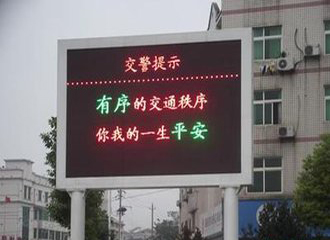 交警提示
有序的交通秩序
你我的一生平安